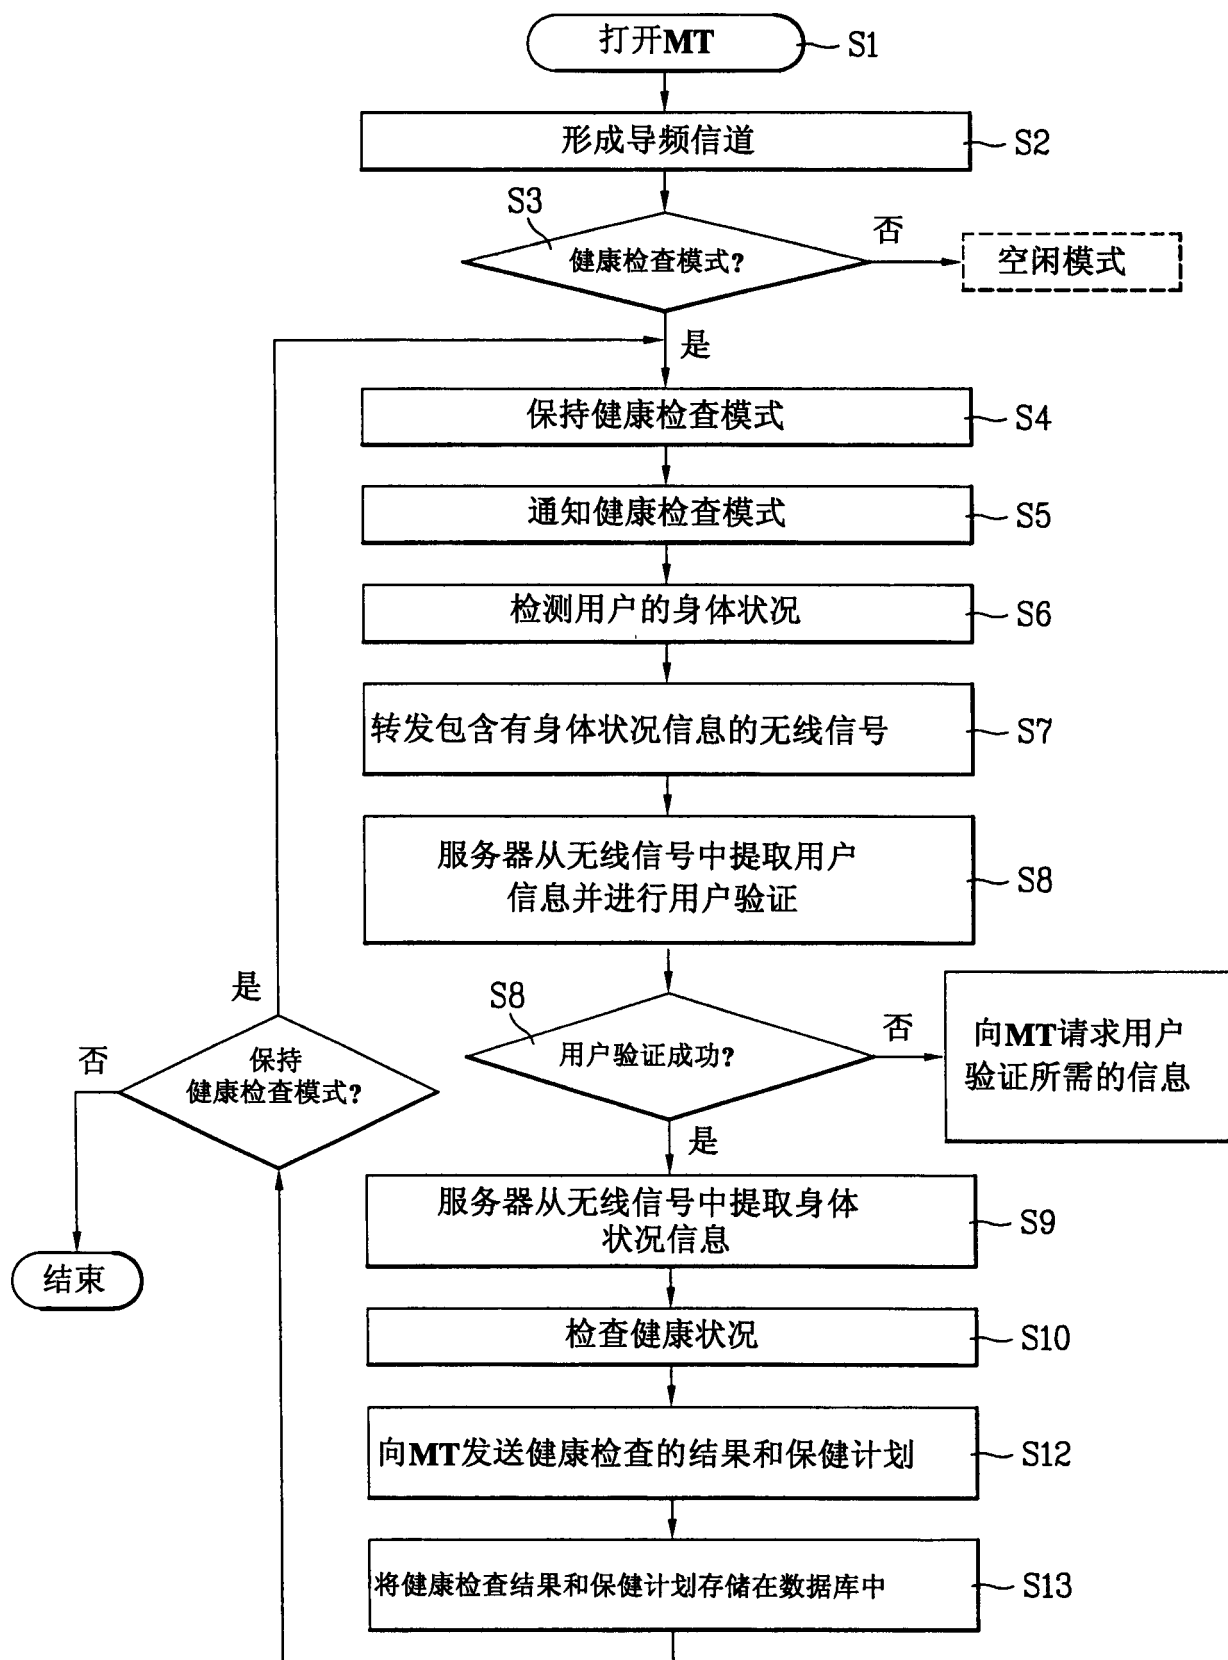 打开MT
S1
形成导频信道
S2
S3
健康检查模式?
否
空闲模式
是
保持健康检查模式
S4
通知健康检查模式
S5
检测用户的身体状况
S6
转发包含有身体状况信息的无线信号
S7
服务器从无线信号中提取用户
信息并进行用户验证
S8
是
S8
用户验证成功?
否
向MT请求用户
验证所需的信息
否
保持
健康检查模式?
是
服务器从无线信号中提取身体
状况信息
S9
结束
检查健康状况
S10
向MT发送健康检查的结果和保健计划
S12
将健康检查结果和保健计划存储在数据库中
S13